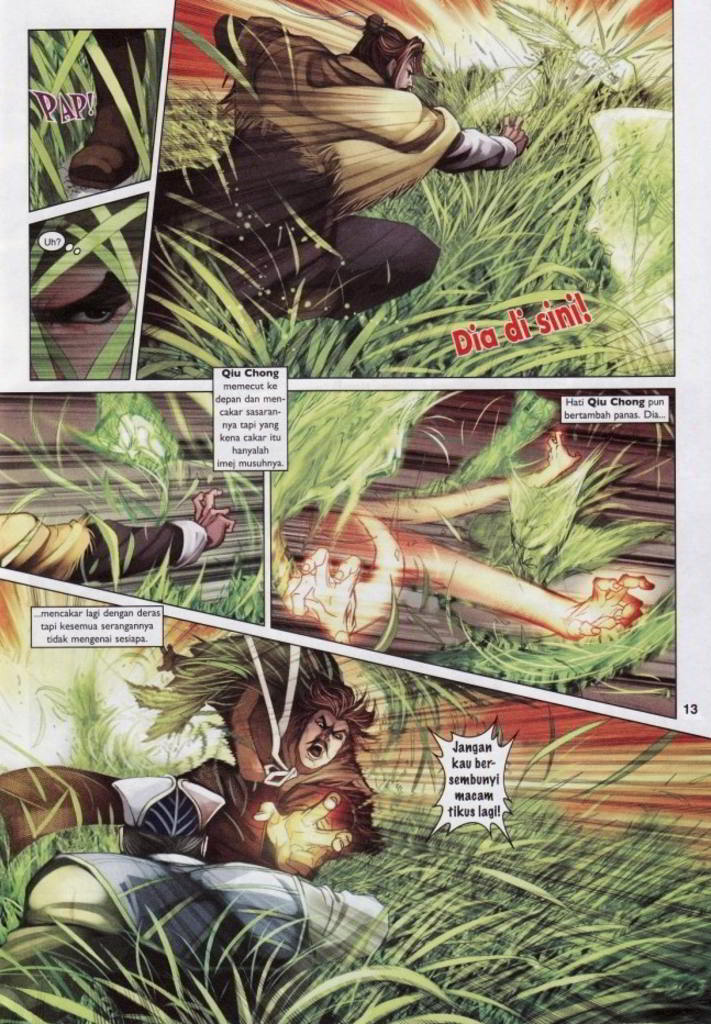 PAP!
Uh?
Dia di sini!
Qiu Chong
memecut ke
depan dan men-
cakar sasaran-
nya tapi yang
kena cakar itu
hanyalah
imej musuhnya.
Hati Qiu Chong pun
bertambah panas. Dia...
...mencakar lagi dengan deras
tapi kesemua serangannya
tidak mengenai sesiapa.
13
Jangan
kau ber-
sembunyi
macam
tikus lagi!